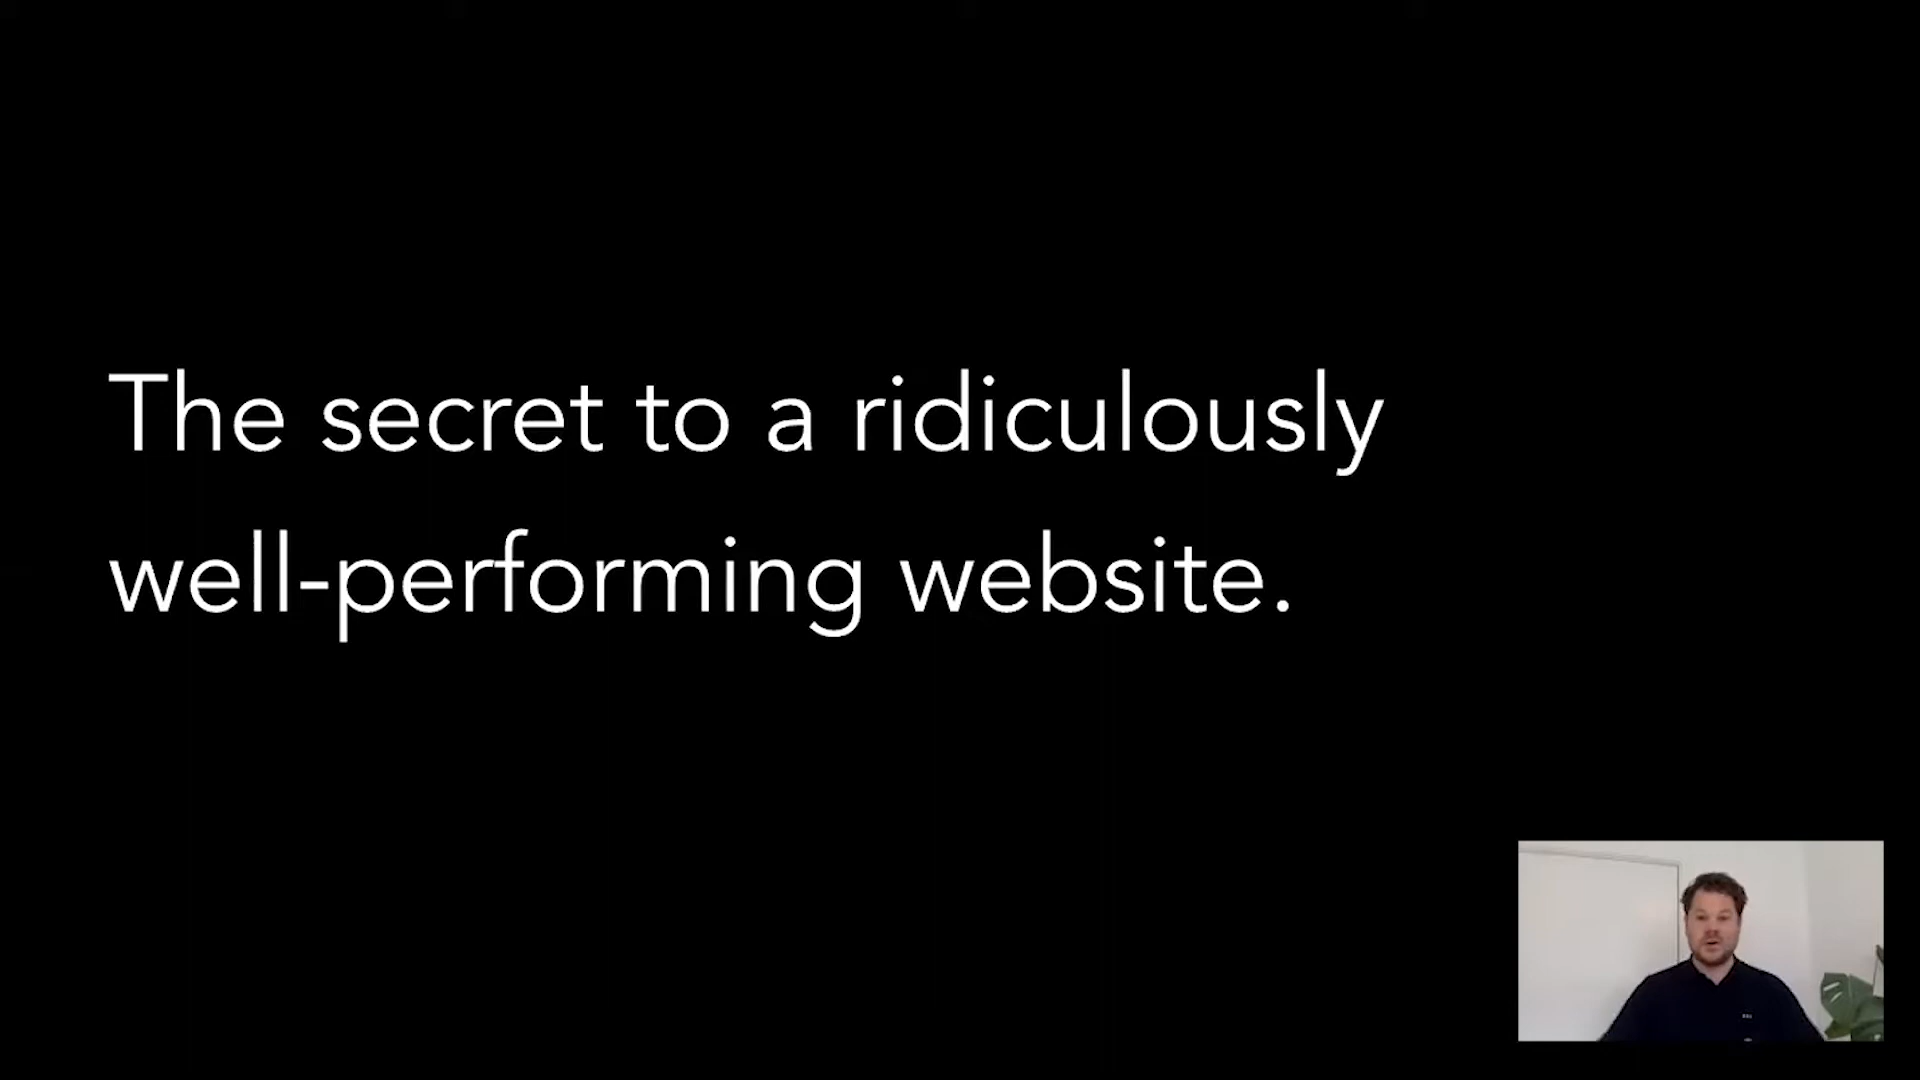 The secret to a ridiculously
well-performing website.